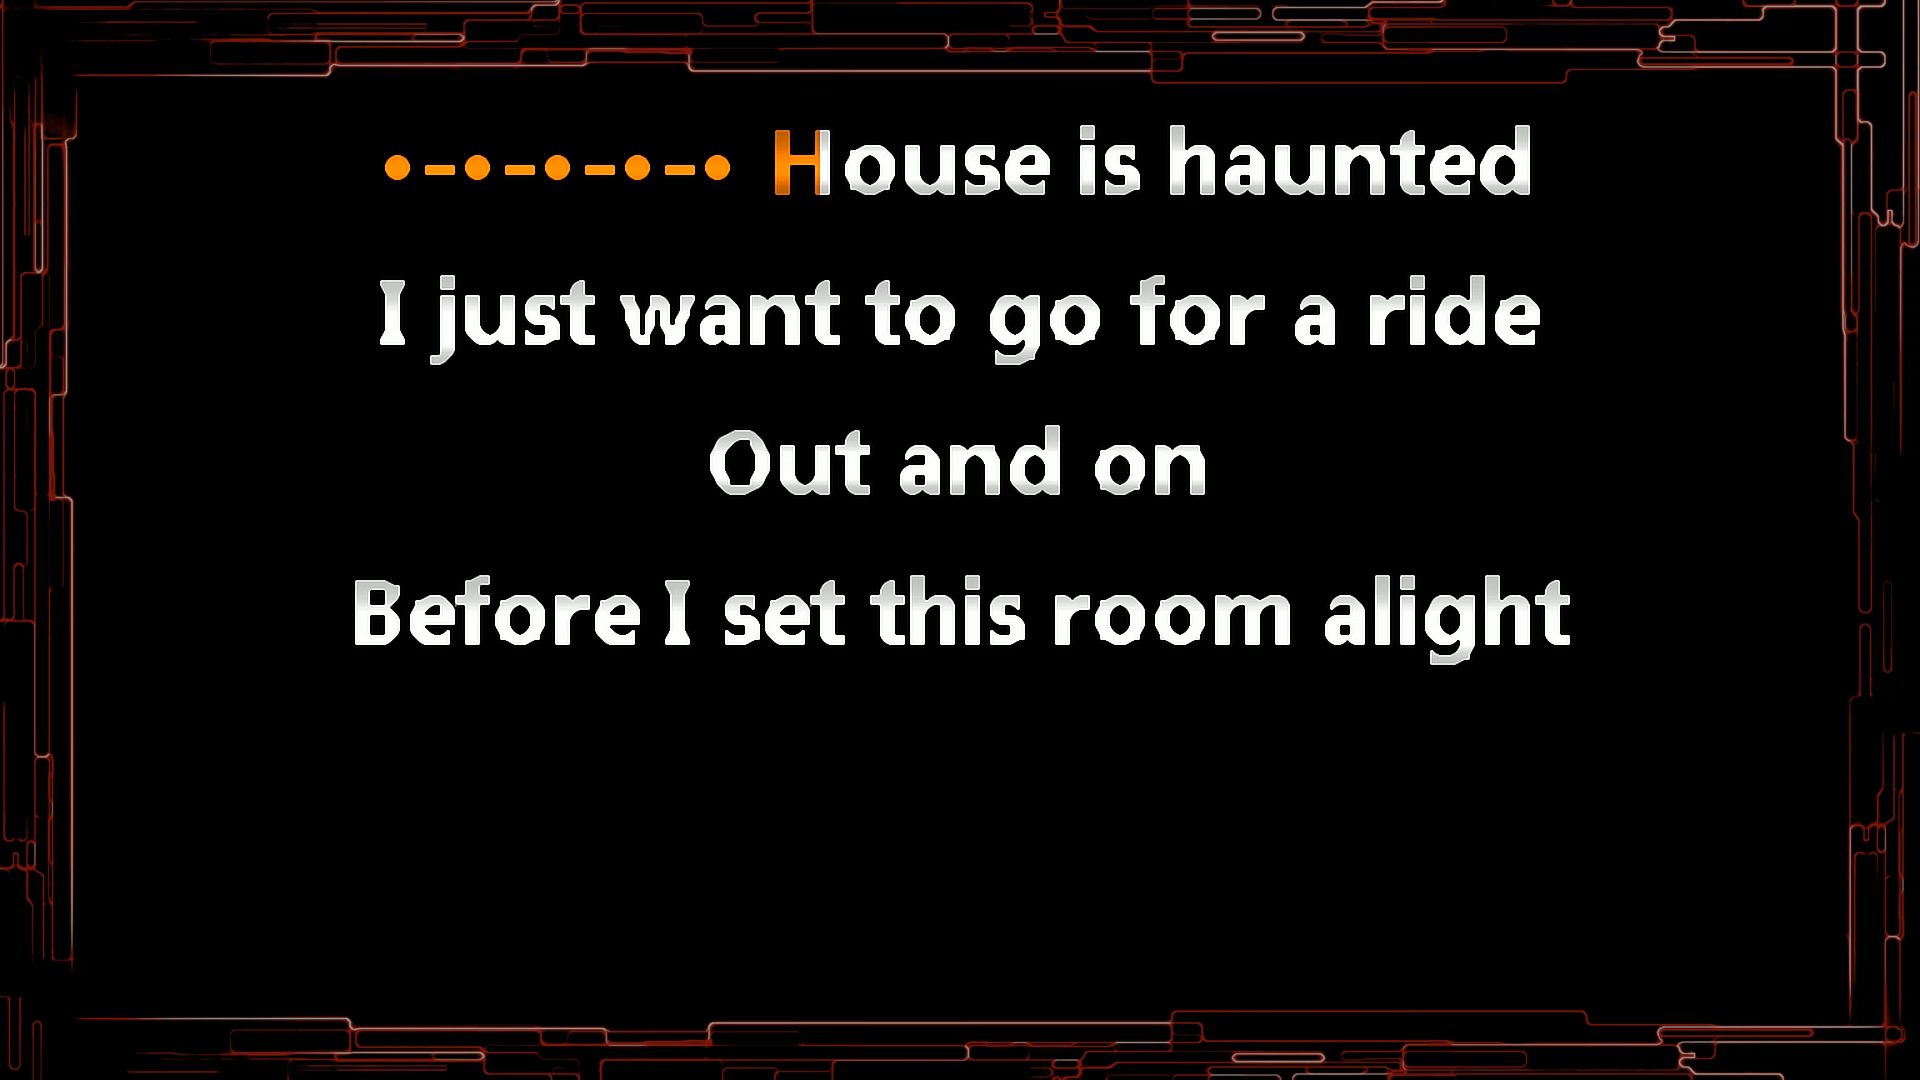 House is haunted
I just want to go for a ride
Out and on
Before I set this room alight